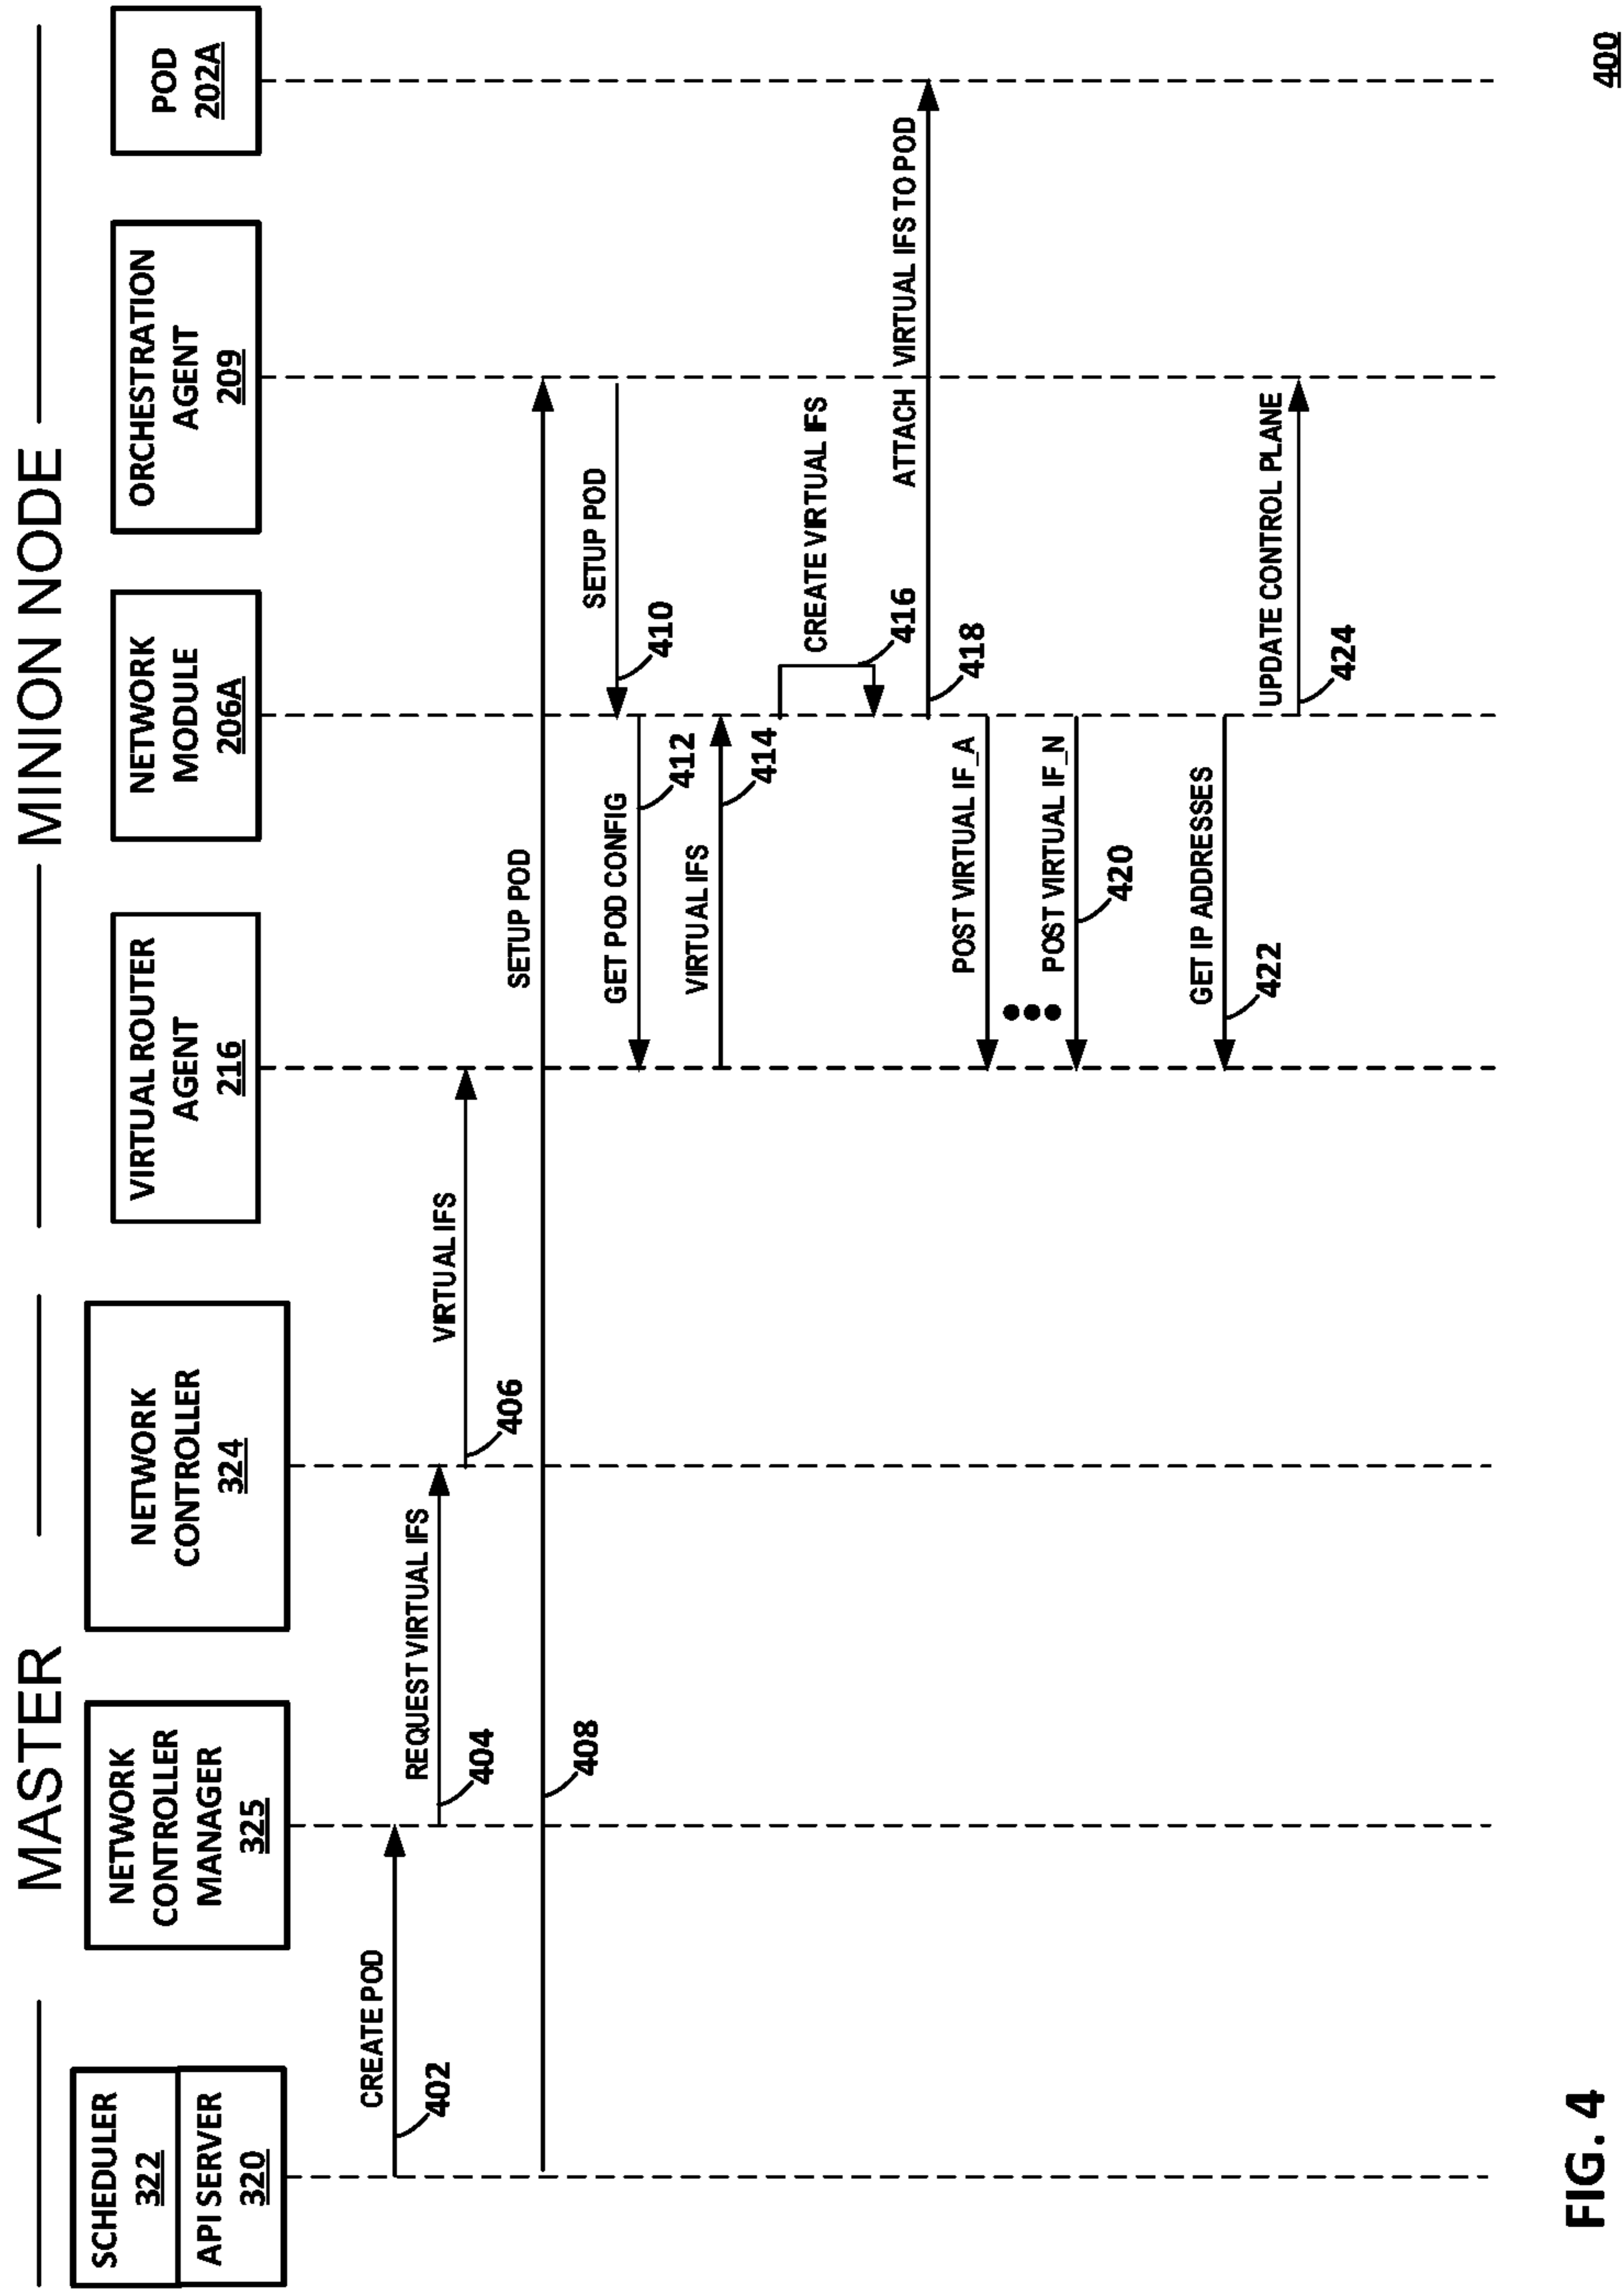 MASTER
MINION NODE
SCHEDULER
322
API SERVER
320
NETWORK
CONTROLLER
MANAGER
325
NETWORK
CONTROLLER
324
VIRTUAL ROUTER
AGENT
216
NETWORK
MODULE
206A
ORCHESTRATION
AGENT
209
POD
202A
CREATE POD
402
REQUEST VIRTUAL IFS
404
VIRTUAL IFS
406
SETUP POD
408
SETUP POD
410
GET POD CONFIG
412
VIRTUAL IFS
414
CREATE VIRTUAL IFS
416
ATTACH VIRTUAL IFS TO POD
418
POST VIRTUAL IF_A
POST VIRTUAL IF_N
420
GET IP ADDRESSES
422
UPDATE CONTROL PLANE
424
FIG. 4
400